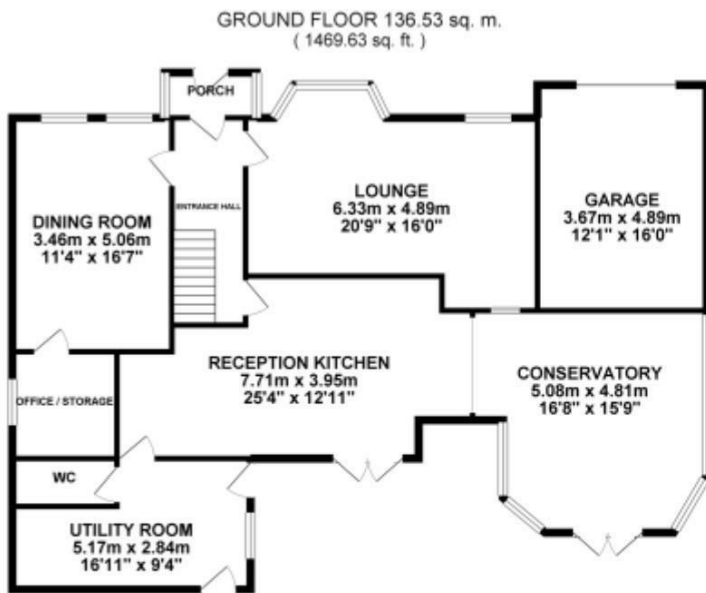 GROUND FLOOR 136.53 sq. m.
( 1469.63 sq. ft. )
PORCH
ENTRANCE HALL
LOUNGE
6.33m x 4.89m
20'9" x 16'0"
GARAGE
3.67m x 4.89m
12'1" x 16'0"
DINING ROOM
3.46m x 5.06m
11'4" x 16'7"
RECEPTION KITCHEN
7.71m x 3.95m
25'4" x 12'11"
CONSERVATORY
5.08m x 4.81m
16'8" x 15'9"
OFFICE / STORAGE
WC
UTILITY ROOM
5.17m x 2.84m
16'11" x 9'4"